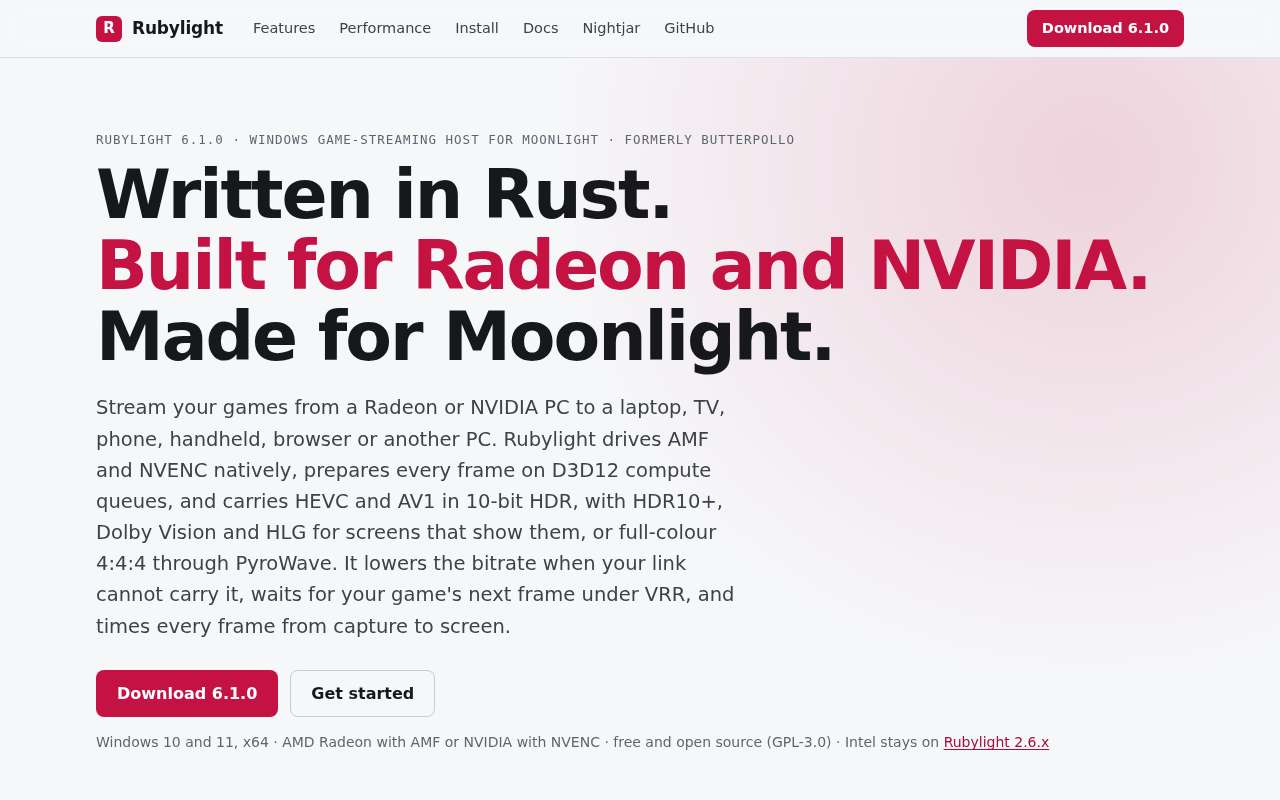 R Rubylight Features Performance Install Docs Nightjar GitHub Download 6.1.0
RUBYLIGHT 6.1.0 · WINDOWS GAME-STREAMING HOST FOR MOONLIGHT · FORMERLY BUTTERPOLLO
Written in Rust.
Built for Radeon and NVIDIA.
Made for Moonlight.
Stream your games from a Radeon or NVIDIA PC to a laptop, TV,
phone, handheld, browser or another PC. Rubylight drives AMF
and NVENC natively, prepares every frame on D3D12 compute
queues, and carries HEVC and AV1 in 10-bit HDR, with HDR10+,
Dolby Vision and HLG for screens that show them, or full-colour
4:4:4 through PyroWave. It lowers the bitrate when your link
cannot carry it, waits for your game's next frame under VRR, and
times every frame from capture to screen.
Download 6.1.0 Get started
Windows 10 and 11, x64 · AMD Radeon with AMF or NVIDIA with NVENC · free and open source (GPL-3.0) · Intel stays on Rubylight 2.6.x